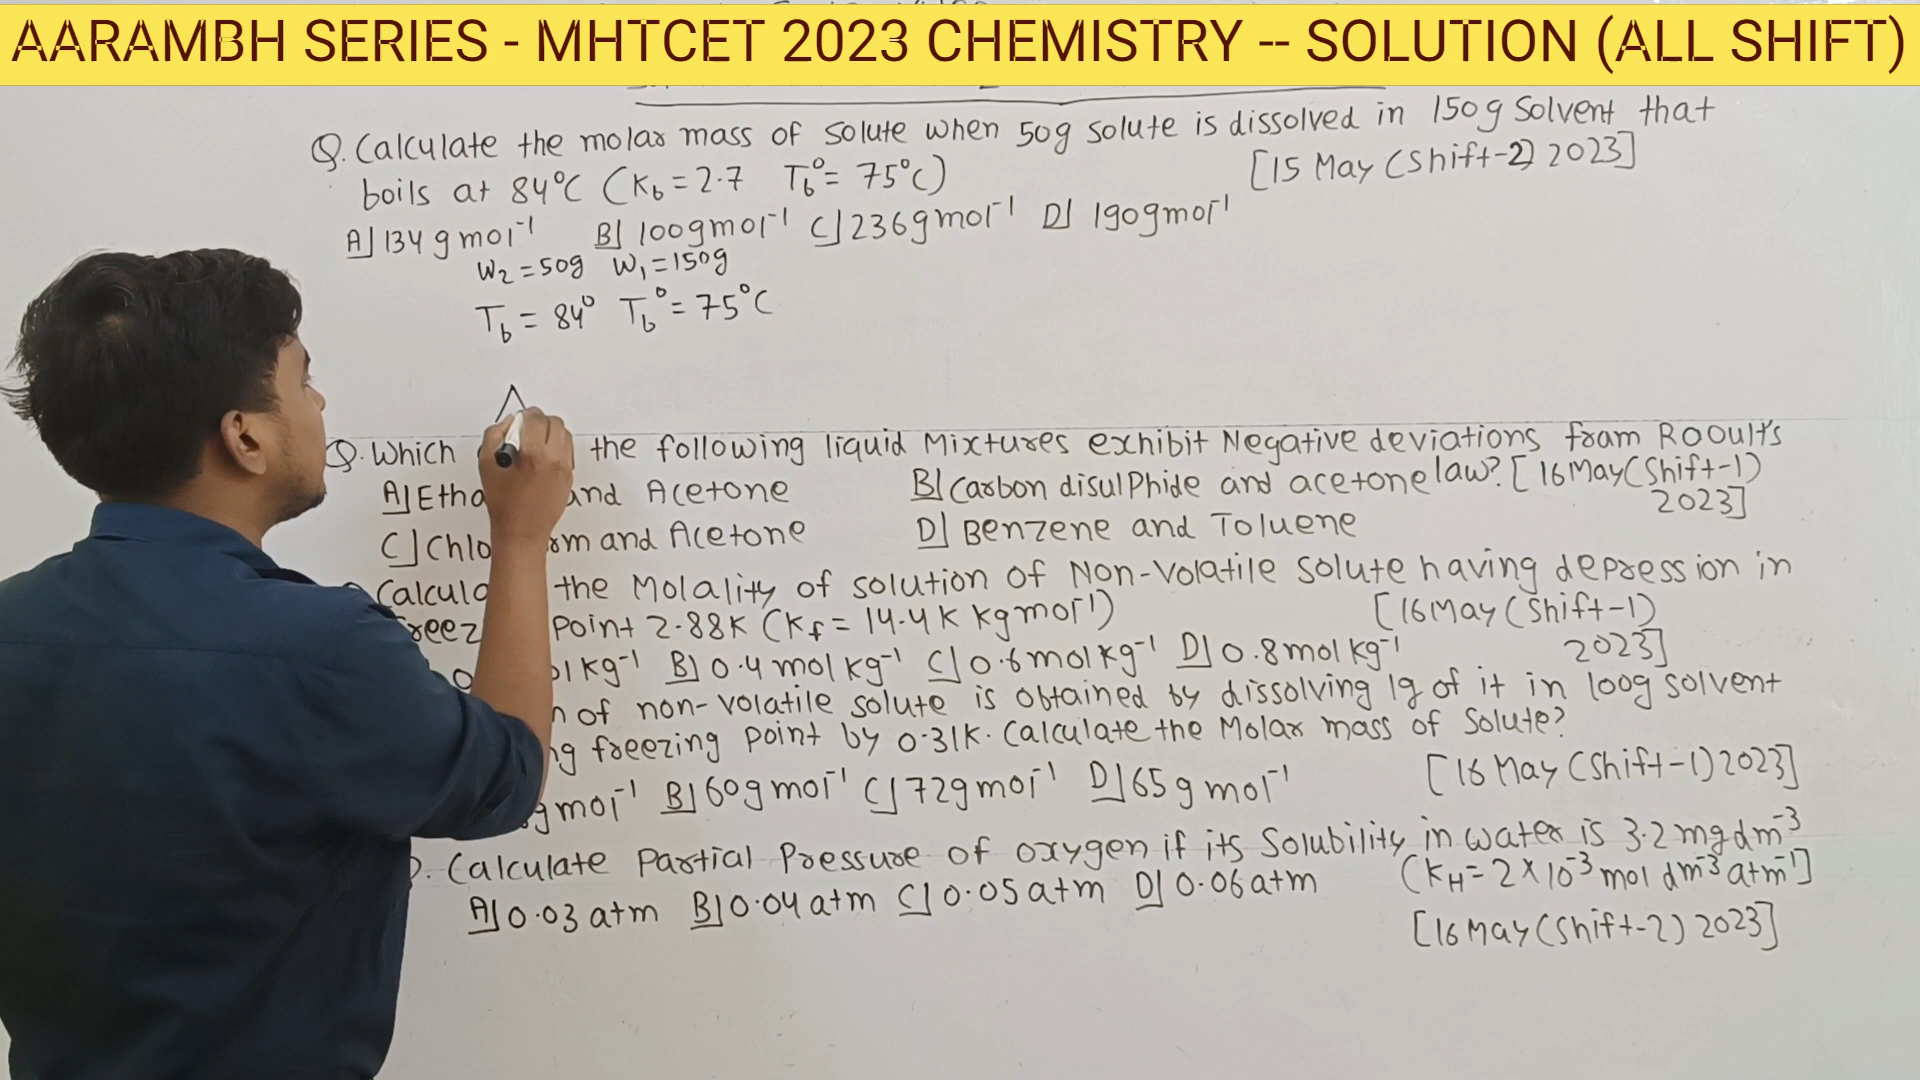 AARAMBH SERIES - MHTCET 2023 CHEMISTRY -- SOLUTION (ALL SHIFT)
Q. Calculate the molar mass of solute when 50g solute is dissolved in 150g solvent that
boils at 84°C (Kb = 2.7 Tb° = 75°C) [15 May (Shift-2) 2023]
A] 134 g mol⁻¹ B] 100 g mol⁻¹ C] 236 g mol⁻¹ D] 190 g mol⁻¹
W₂ = 50g W₁ = 150g
Tb = 84° Tb° = 75°C
Q. Which the following liquid Mixtures exhibit Negative deviations fram Rooult's
A] and Acetone B] Carbon disulphide and acetone law? [16 May (Shift-1)
2023]
C] and Acetone D] Benzene and Toluene
the Molality of solution of Non-volatile solute having depression in
Point 2.88K (Kf = 14.4 K kg mol⁻¹) [16 May (Shift-1)
2023]
kg⁻¹ B] 0.4 mol kg⁻¹ C] 0.6 mol kg⁻¹ D] 0.8 mol kg⁻¹
of non-volatile solute is obtained by dissolving 1g of it in 100g solvent
freezing point by 0.31K. Calculate the Molar mass of Solute?
g mol⁻¹ B] 60 g mol⁻¹ C] 72 g mol⁻¹ D] 65 g mol⁻¹ [16 May (Shift-1) 2023]
Calculate Partial Pressure of oxygen if its Solubility in water is 3.2 mg dm⁻³
(KH = 2 × 10⁻³ mol dm⁻³ atm⁻¹]
A] 0.03 atm B] 0.04 atm C] 0.05 atm D] 0.06 atm
[16 May (Shift-2) 2023]